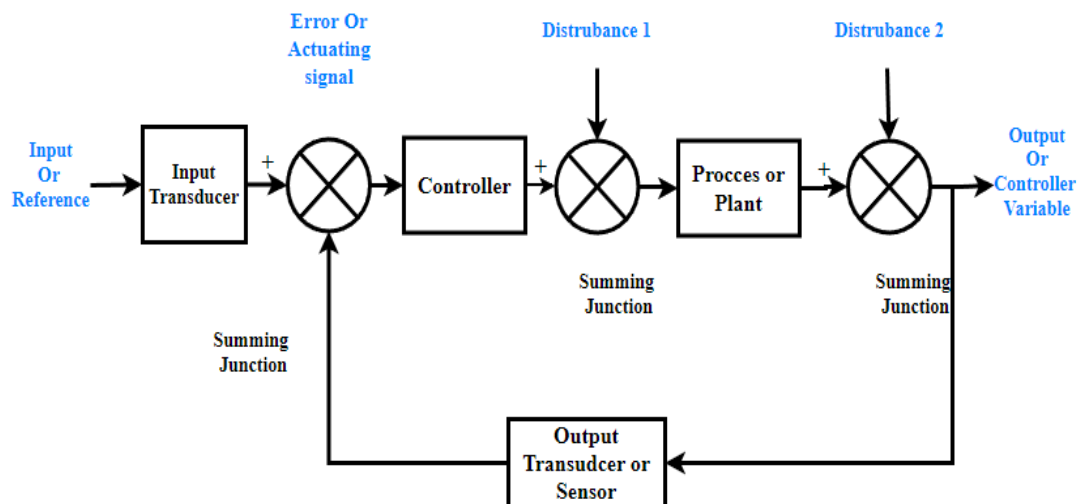 Error Or
Actuating
signal
Distrubance 1
Distrubance 2
Input
Or
Reference
Input
Transducer
+
Controller
+
Procces or
Plant
+
Output
Or
Controller
Variable
Summing
Junction
Summing
Junction
Summing
Junction
Output
Transudcer or
Sensor